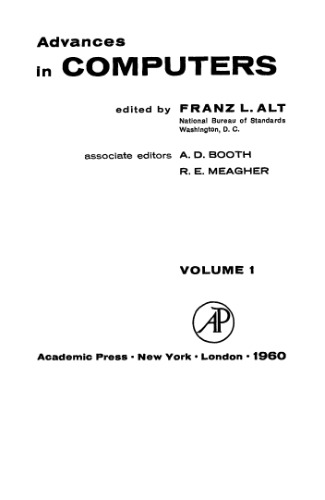 Advances
in COMPUTERS
edited by FRANZ L. ALT
National Bureau of Standards
Washington, D. C.
associate editors A. D. BOOTH
R. E. MEAGHER
VOLUME 1
AP
Academic Press · New York · London · 1960